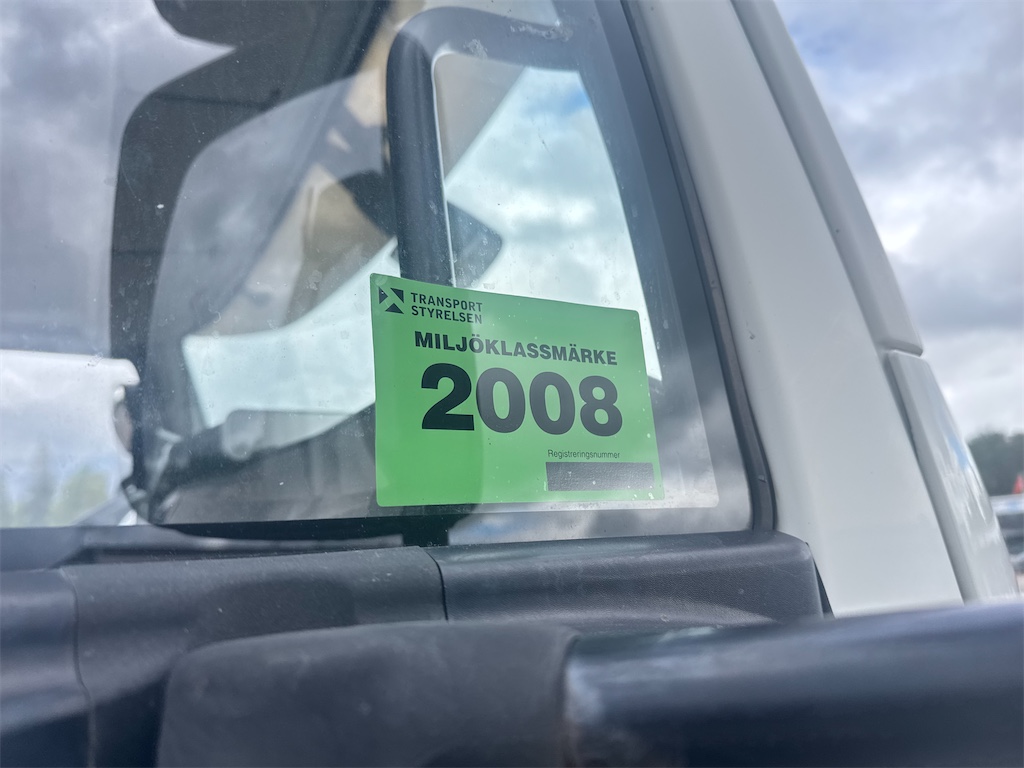 TRANSPORT
STYRELSEN
MILJÖKLASSMÄRKE
2008
Registreringsnummer